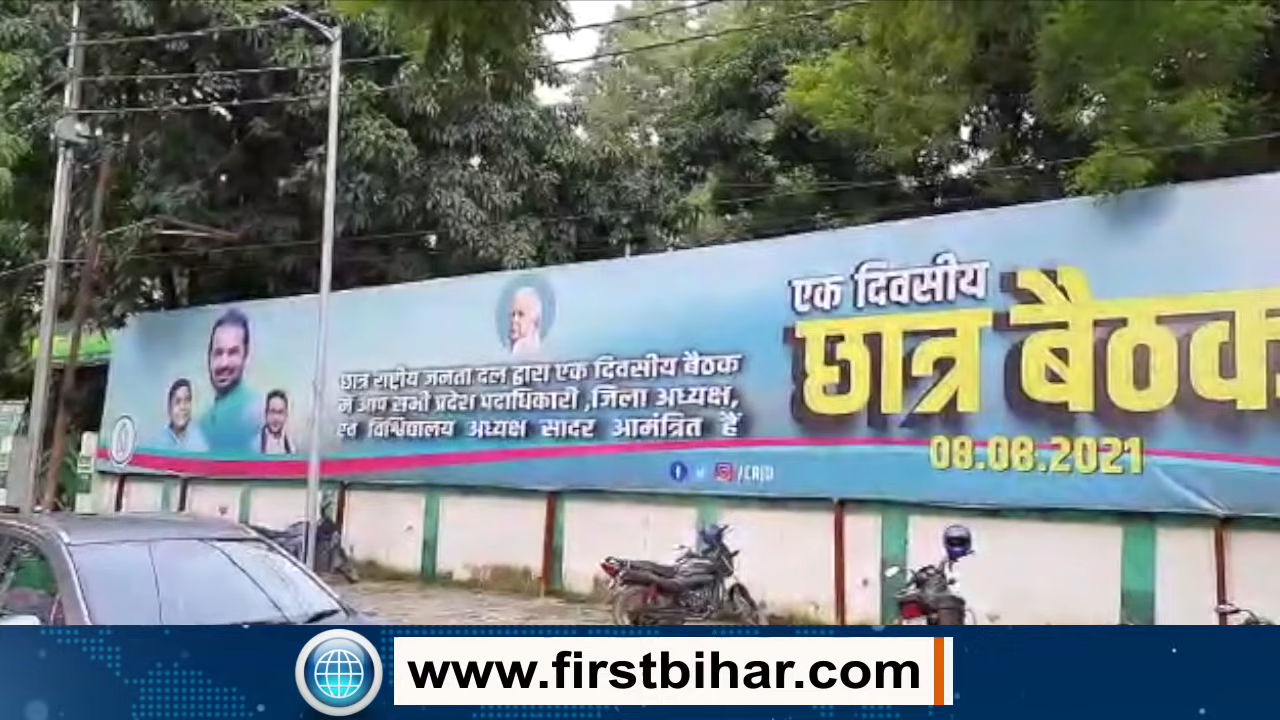 एक दिवसीय
छात्र बैठक
08.08.2021
छात्र राष्ट्रीय जनता दल द्वारा एक दिवसीय बैठक
में आप सभी प्रदेश पदाधिकारी ,जिला अध्यक्ष,
एवं विश्वविद्यालय अध्यक्ष सादर आमंत्रित हैं
/CRJD
www.firstbihar.com